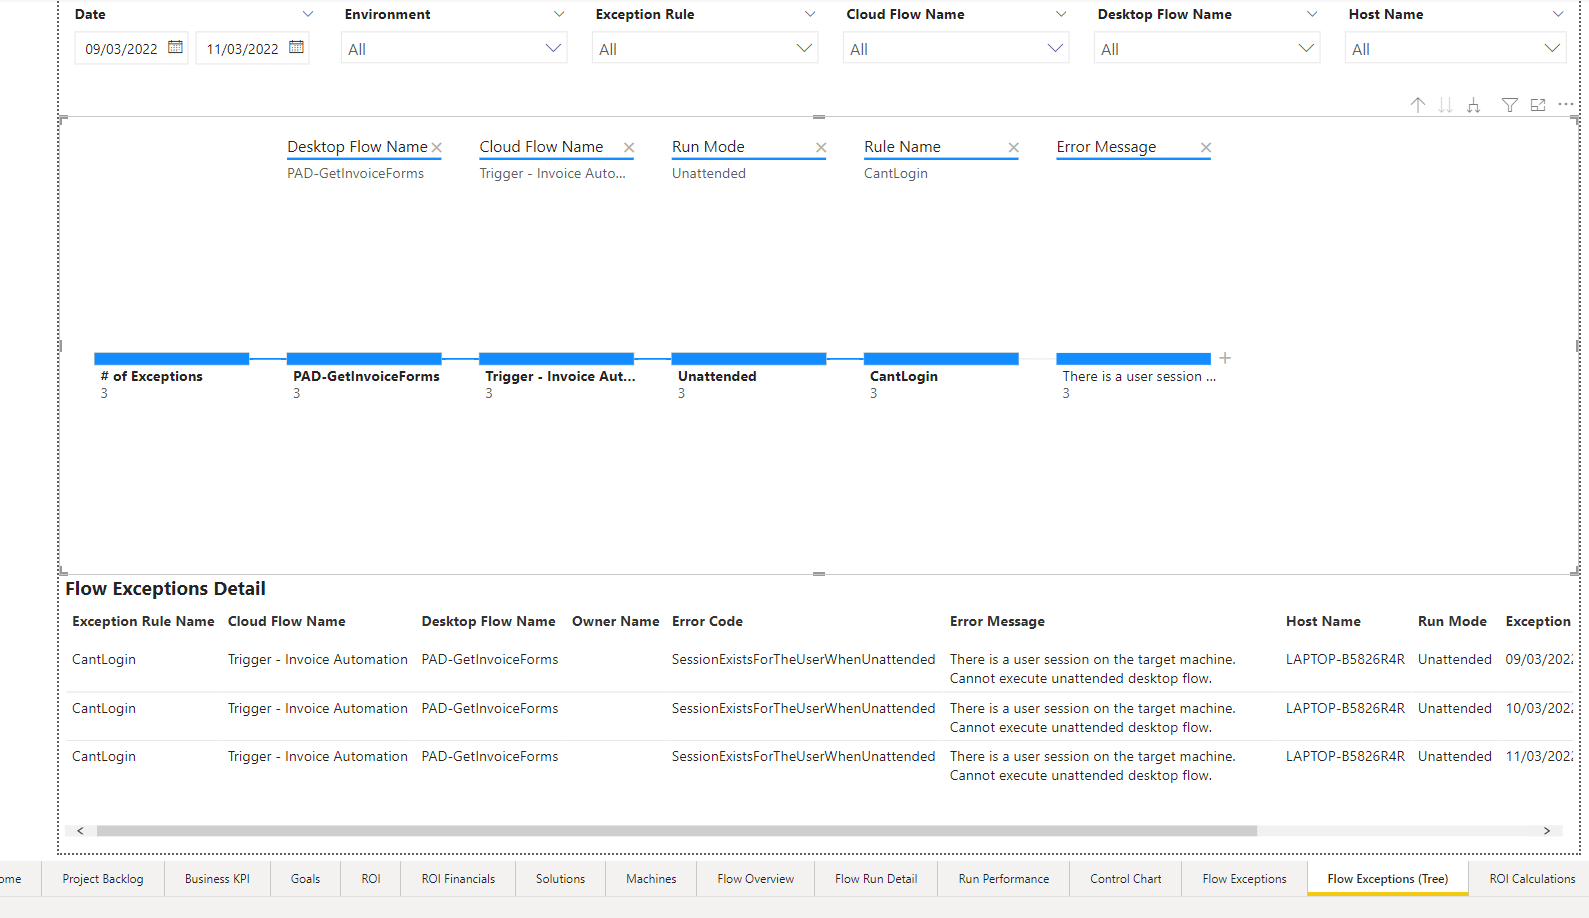 Date
Environment
Exception Rule
Cloud Flow Name
Desktop Flow Name
Host Name
09/03/2022
11/03/2022
All
All
All
All
All
Desktop Flow Name
Cloud Flow Name
Run Mode
Rule Name
Error Message
PAD-GetInvoiceForms
Trigger - Invoice Auto...
Unattended
CantLogin
# of Exceptions
PAD-GetInvoiceForms
Trigger - Invoice Aut...
Unattended
CantLogin
There is a user session ...
3
3
3
3
3
3
Flow Exceptions Detail
Exception Rule Name Cloud Flow Name Desktop Flow Name Owner Name Error Code Error Message Host Name Run Mode Exception
CantLogin Trigger - Invoice Automation PAD-GetInvoiceForms SessionExistsForTheUserWhenUnattended There is a user session on the target machine. LAPTOP-B5826R4R Unattended 09/03/2022
Cannot execute unattended desktop flow.
CantLogin Trigger - Invoice Automation PAD-GetInvoiceForms SessionExistsForTheUserWhenUnattended There is a user session on the target machine. LAPTOP-B5826R4R Unattended 10/03/2022
Cannot execute unattended desktop flow.
CantLogin Trigger - Invoice Automation PAD-GetInvoiceForms SessionExistsForTheUserWhenUnattended There is a user session on the target machine. LAPTOP-B5826R4R Unattended 11/03/2022
Cannot execute unattended desktop flow.
ome Project Backlog Business KPI Goals ROI ROI Financials Solutions Machines Flow Overview Flow Run Detail Run Performance Control Chart Flow Exceptions Flow Exceptions (Tree) ROI Calculations